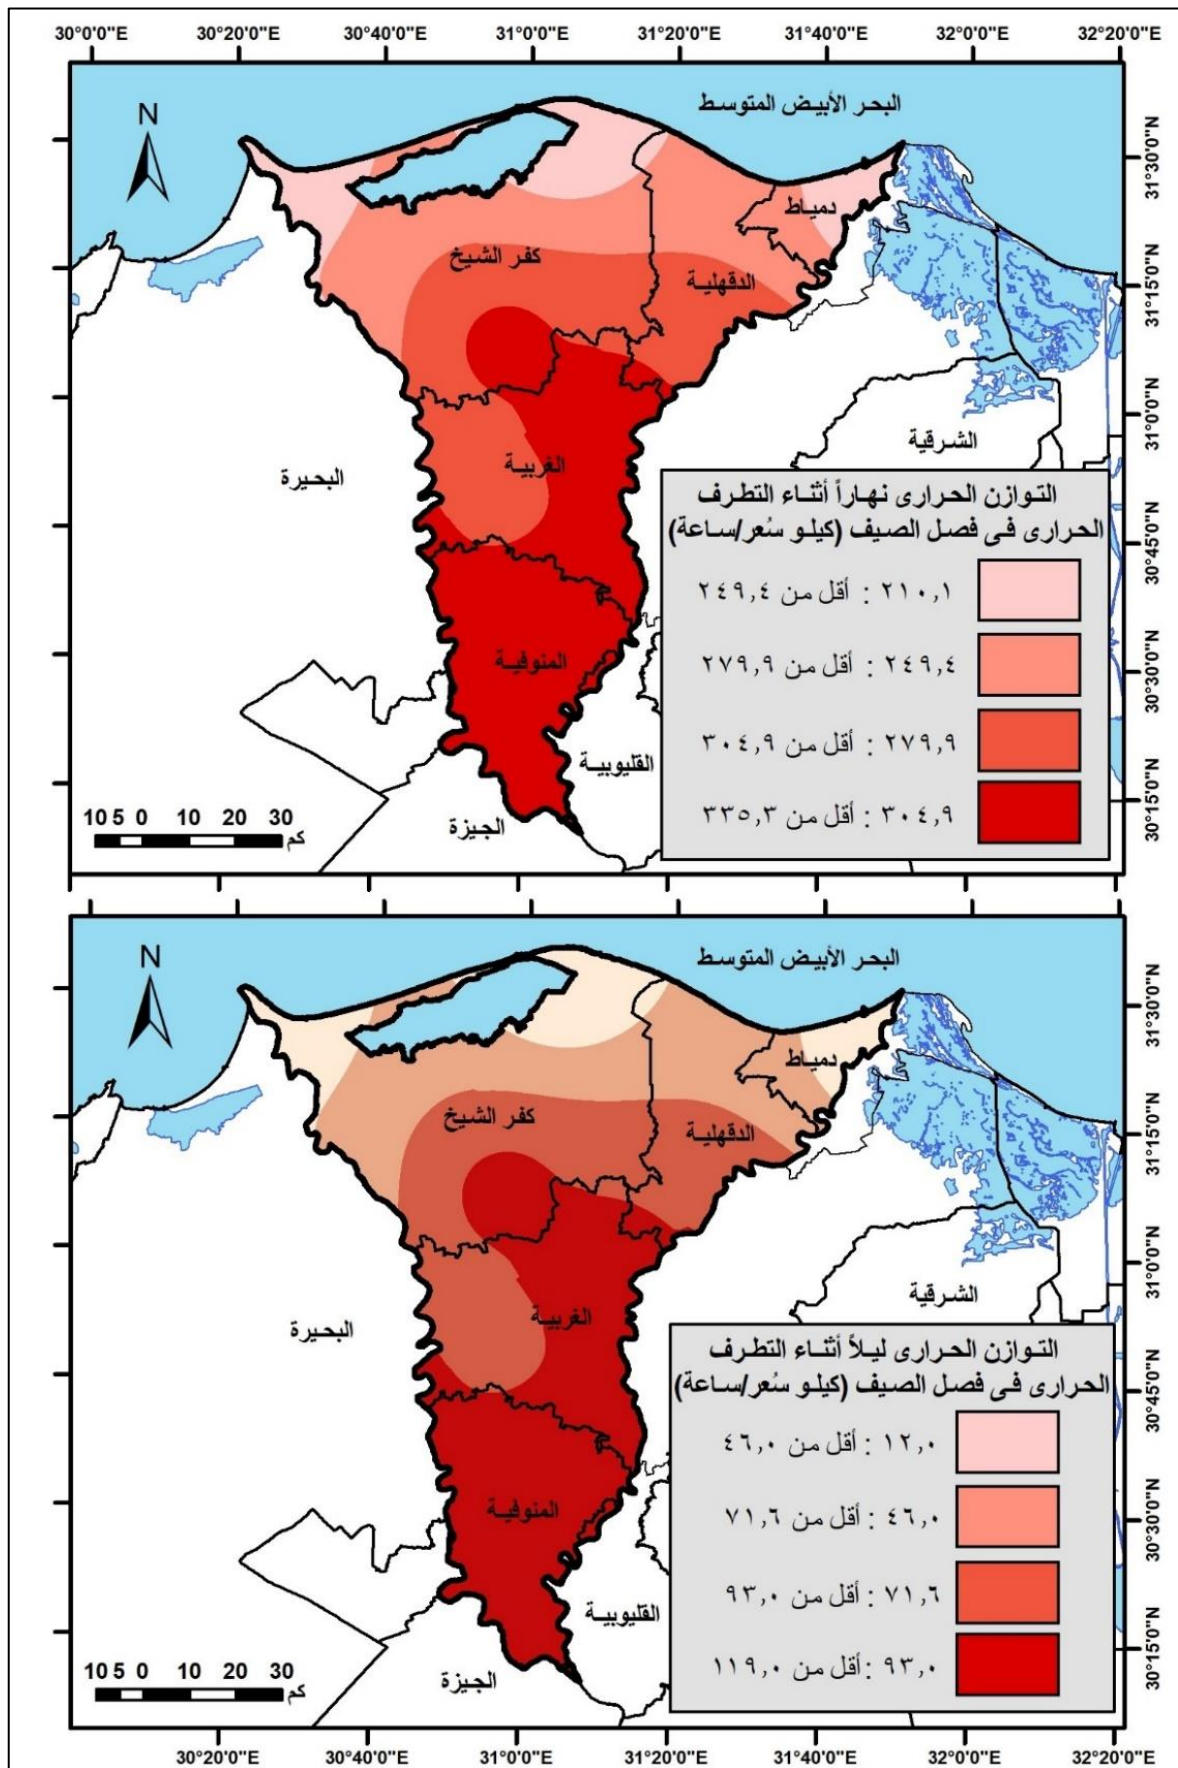 30°0'0"E 30°20'0"E 30°40'0"E 31°0'0"E 31°20'0"E 31°40'0"E 32°0'0"E 32°20'0"E
البحر الأبيض المتوسط
N
31°30'0"N
دمياط
كفر الشيخ
الدقهلية
31°15'0"N
31°0'0"N
الشرقية
الغربية
البحيرة
التوازن الحرارى نهاراً أثناء التطرف
الحرارى فى فصل الصيف (كيلو سُعر/ساعة)
30°45'0"N
٢١٠,١ : أقل من ٢٤٩,٤
٢٤٩,٤ : أقل من ٢٧٩,٩
٢٧٩,٩ : أقل من ٣٠٤,٩
٣٠٤,٩ : أقل من ٣٣٥,٣
المنوفية
30°30'0"N
القليوبية
30°15'0"N
الجيزة
10 5 0 10 20 30
كم
البحر الأبيض المتوسط
N
31°30'0"N
دمياط
كفر الشيخ
الدقهلية
31°15'0"N
31°0'0"N
الشرقية
الغربية
البحيرة
التوازن الحرارى ليلاً أثناء التطرف
الحرارى فى فصل الصيف (كيلو سُعر/ساعة)
30°45'0"N
١٢,٠ : أقل من ٤٦,٠
٤٦,٠ : أقل من ٧١,٦
٧١,٦ : أقل من ٩٣,٠
٩٣,٠ : أقل من ١١٩,٠
المنوفية
30°30'0"N
القليوبية
30°15'0"N
الجيزة
10 5 0 10 20 30
كم
30°20'0"E 30°40'0"E 31°0'0"E 31°20'0"E 31°40'0"E 32°0'0"E 32°20'0"E